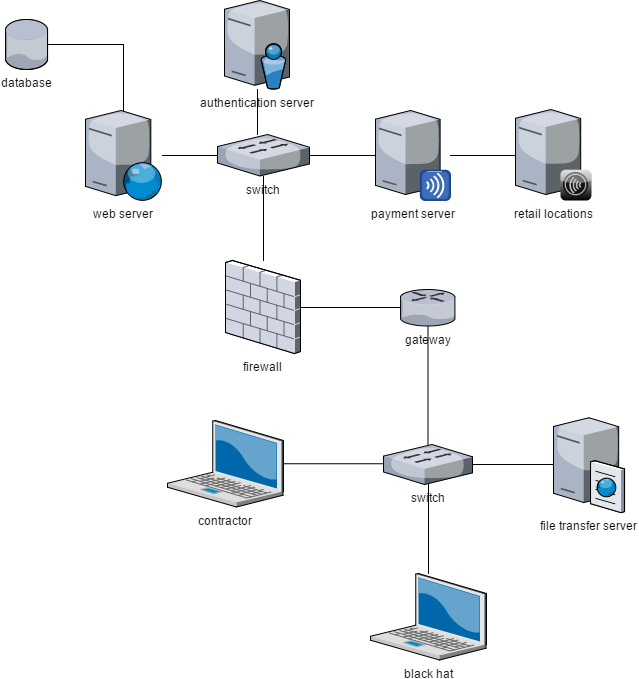 database
authentication server
switch
web server
payment server
retail locations
firewall
gateway
contractor
switch
file transfer server
black hat